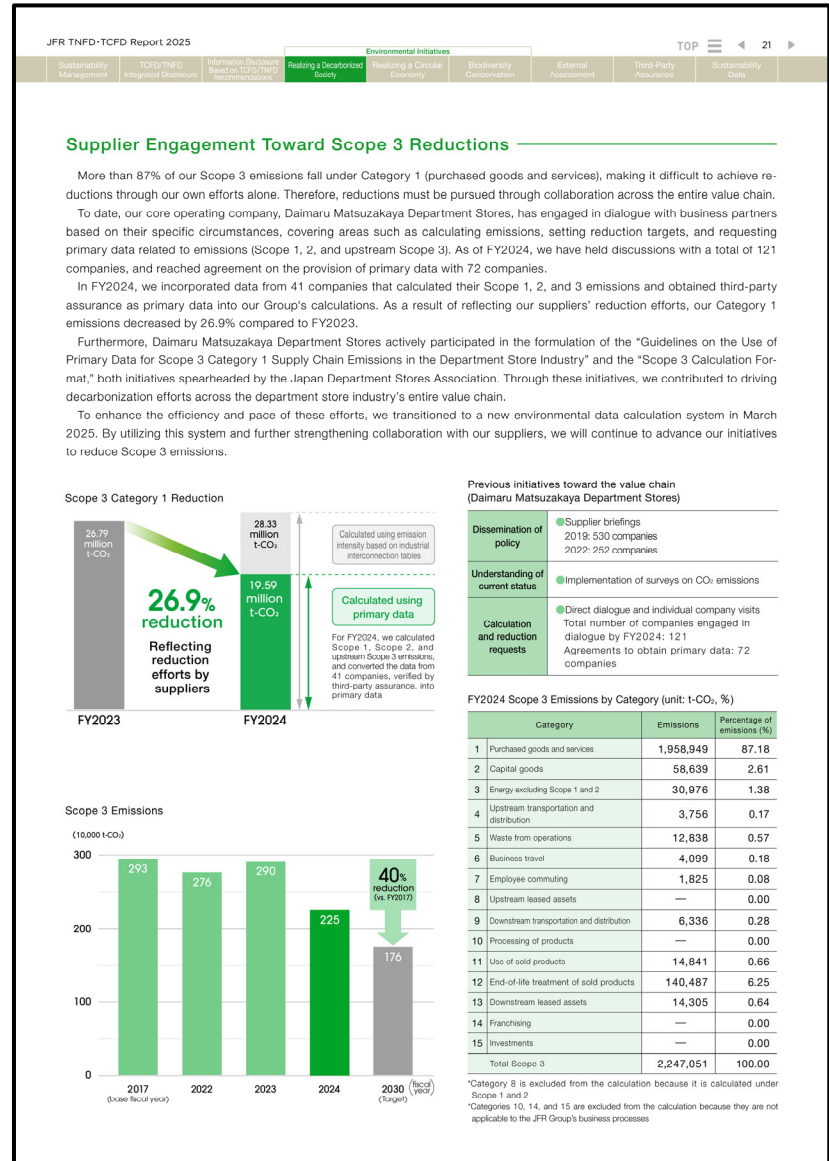 JFR TNFD・TCFD Report 2025
TOP
21
Environmental Initiatives
Sustainability
Management
TCFD/TNFD
Integrated Disclosure
Information Disclosure
Based on TCFD/TNFD
Recommendations
Realizing a Decarbonized
Society
Realizing a Circular
Economy
Biodiversity
Conservation
External
Assessment
Third-Party
Assurance
Sustainability
Data
Supplier Engagement Toward Scope 3 Reductions
More than 87% of our Scope 3 emissions fall under Category 1 (purchased goods and services), making it difficult to achieve re-
ductions through our own efforts alone. Therefore, reductions must be pursued through collaboration across the entire value chain.
To date, our core operating company, Daimaru Matsuzakaya Department Stores, has engaged in dialogue with business partners
based on their specific circumstances, covering areas such as calculating emissions, setting reduction targets, and requesting
primary data related to emissions (Scope 1, 2, and upstream Scope 3). As of FY2024, we have held discussions with a total of 121
companies, and reached agreement on the provision of primary data with 72 companies.
In FY2024, we incorporated data from 41 companies that calculated their Scope 1, 2, and 3 emissions and obtained third-party
assurance as primary data into our Group's calculations. As a result of reflecting our suppliers' reduction efforts, our Category 1
emissions decreased by 26.9% compared to FY2023.
Furthermore, Daimaru Matsuzakaya Department Stores actively participated in the formulation of the “Guidelines on the Use of
Primary Data for Scope 3 Category 1 Supply Chain Emissions in the Department Store Industry” and the “Scope 3 Calculation For-
mat,” both initiatives spearheaded by the Japan Department Stores Association. Through these initiatives, we contributed to driving
decarbonization efforts across the department store industry's entire value chain.
To enhance the efficiency and pace of these efforts, we transitioned to a new environmental data calculation system in March
2025. By utilizing this system and further strengthening collaboration with our suppliers, we will continue to advance our initiatives
to reduce Scope 3 emissions.
Scope 3 Category 1 Reduction
26.79
million
t-CO₂
28.33
million
t-CO₂
Calculated using emission
intensity based on industrial
interconnection tables
26.9%
reduction
Reflecting
reduction
efforts by
suppliers
19.59
million
t-CO₂
Calculated using
primary data
For FY2024, we calculated
Scope 1, Scope 2, and
upstream Scope 3 emissions,
and converted the data from
41 companies, verified by
third-party assurance. into
primary data
FY2023
FY2024
Previous initiatives toward the value chain
(Daimaru Matsuzakaya Department Stores)
Dissemination of
policy
●Supplier briefings
2019: 530 companies
2022: 252 companies
Understanding of
current status
●Implementation of surveys on CO₂ emissions
Calculation
and reduction
requests
●Direct dialogue and individual company visits
Total number of companies engaged in
dialogue by FY2024: 121
Agreements to obtain primary data: 72
companies
FY2024 Scope 3 Emissions by Category (unit: t-CO₂, %)
Category Emissions Percentage of
emissions (%)
1 Purchased goods and services 1,958,949 87.18
2 Capital goods 58,639 2.61
3 Energy excluding Scope 1 and 2 30,976 1.38
4 Upstream transportation and
distribution 3,756 0.17
5 Waste from operations 12,838 0.57
6 Business travel 4,099 0.18
7 Employee commuting 1,825 0.08
8 Upstream leased assets — 0.00
9 Downstream transportation and distribution 6,336 0.28
10 Processing of products — 0.00
11 Use of sold products 14,841 0.66
12 End-of-life treatment of sold products 140,487 6.25
13 Downstream leased assets 14,305 0.64
14 Franchising — 0.00
15 Investments — 0.00
Total Scope 3 2,247,051 100.00
*Category 8 is excluded from the calculation because it is calculated under
Scope 1 and 2
*Categories 10, 14, and 15 are excluded from the calculation because they are not
applicable to the JFR Group's business processes
Scope 3 Emissions
(10,000 t-CO₂)
300
200
100
0
293
276
290
225
40%
reduction
(vs. FY2017)
176
2017
(base fiscal year)
2022
2023
2024
2030
(Target)
(fiscal
year)